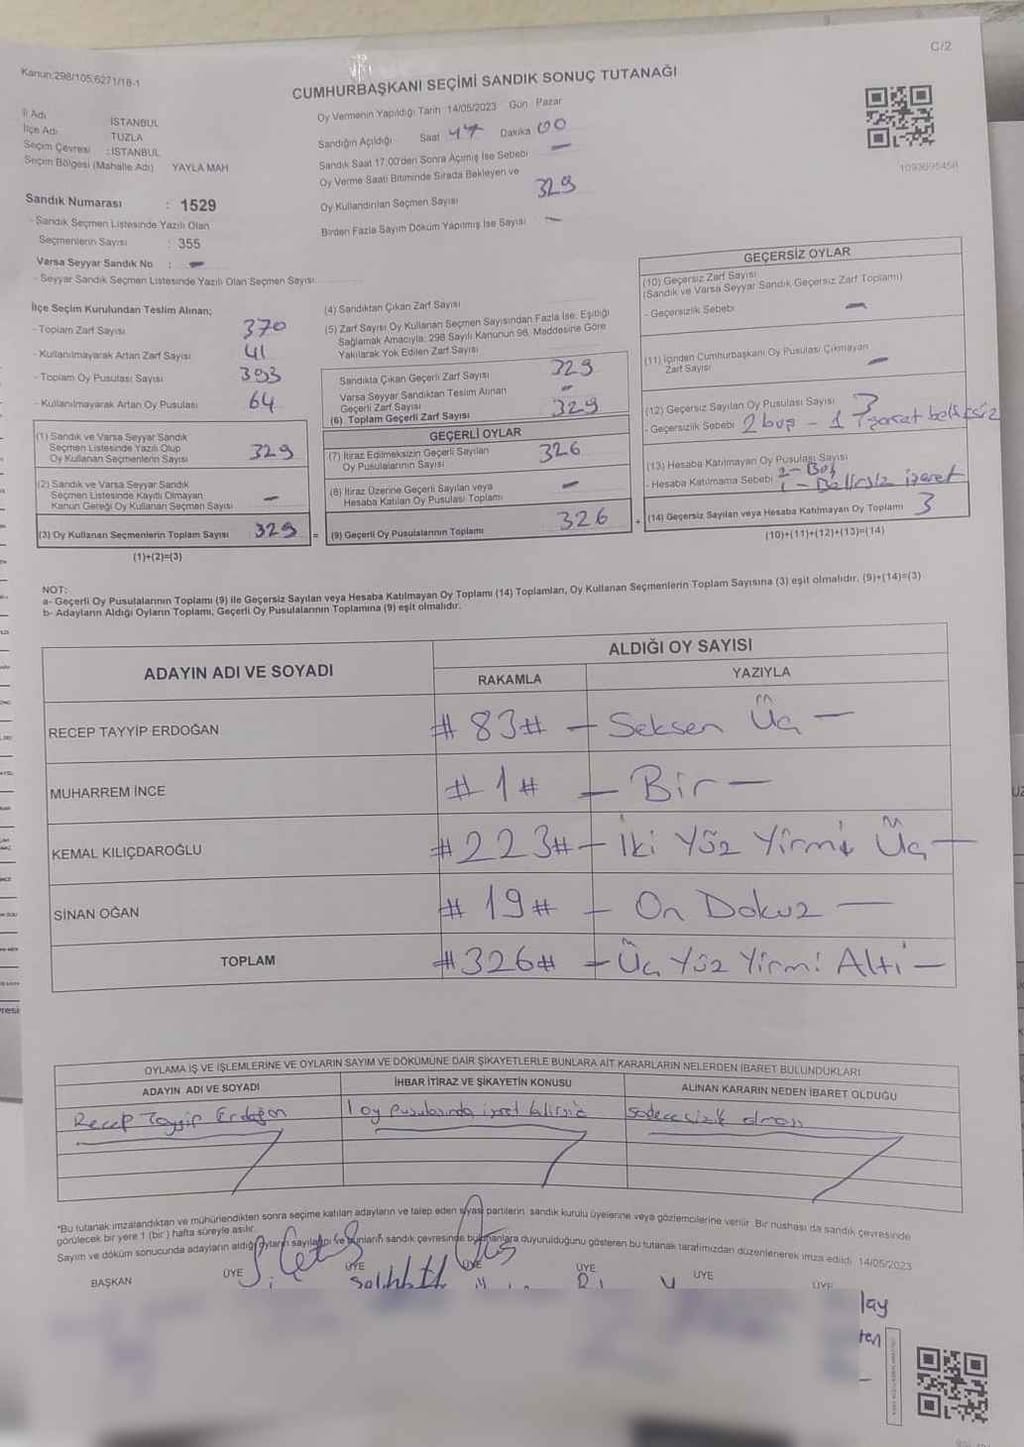 C/2
Kanun:298/105,6271/18-1
CUMHURBAŞKANI SEÇİMİ SANDIK SONUÇ TUTANAĞI
İl Adı : İSTANBUL
İlçe Adı : TUZLA
Seçim Çevresi : İSTANBUL
Seçim Bölgesi (Mahalle Adı) YAYLA MAH
Sandık Numarası : 1529
- Sandık Seçmen Listesinde Yazılı Olan
Seçmenlerin Sayısı : 355
Varsa Seyyar Sandık No : -
- Seyyar Sandık Seçmen Listesinde Yazılı Olan Seçmen Sayısı:
Oy Vermenin Yapıldığı Tarih: 14/05/2023 Gün: Pazar
Sandığın Açıldığı Saat 17 Dakika 00
Sandık Saat 17.00'den Sonra Açılmış İse Sebebi -
Oy Verme Saati Bitiminde Sırada Bekleyen ve
Oy Kullandırılan Seçmen Sayısı 329
Birden Fazla Sayım Döküm Yapılmış İse Sayısı -
1093695458
İlçe Seçim Kurulundan Teslim Alınan;
- Toplam Zarf Sayısı 370
- Kullanılmayarak Artan Zarf Sayısı 41
- Toplam Oy Pusulası Sayısı 393
- Kullanılmayarak Artan Oy Pusulası 64
(1) Sandık ve Varsa Seyyar Sandık
Seçmen Listesinde Yazılı Olup
Oy Kullanan Seçmenlerin Sayısı 329
(2) Sandık ve Varsa Seyyar Sandık
Seçmen Listesinde Kayıtlı Olmayan
Kanun Gereği Oy Kullanan Seçmen Sayısı -
(3) Oy Kullanan Seçmenlerin Toplam Sayısı 329 =
(1)+(2)=(3)
(4) Sandıktan Çıkan Zarf Sayısı
(5) Zarf Sayısı Oy Kullanan Seçmen Sayısından Fazla İse, Eşitliği
Sağlamak Amacıyla; 298 Sayılı Kanunun 98. Maddesine Göre
Yakılarak Yok Edilen Zarf Sayısı
Sandıkta Çıkan Geçerli Zarf Sayısı 329
Varsa Seyyar Sandıktan Teslim Alınan
Geçerli Zarf Sayısı -
(6) Toplam Geçerli Zarf Sayısı 329
GEÇERLİ OYLAR
(7) İtiraz Edilmeksizin Geçerli Sayılan
Oy Pusulalarının Sayısı 326
(8) İtiraz Üzerine Geçerli Sayılan veya
Hesaba Katılan Oy Pusulası Toplamı -
(9) Geçerli Oy Pusulalarının Toplamı 326 +
GEÇERSİZ OYLAR
(10) Geçersiz Zarf Sayısı
(Sandık ve Varsa Seyyar Sandık Geçersiz Zarf Toplamı)
- Geçersizlik Sebebi -
(11) İçinden Cumhurbaşkanı Oy Pusulası Çıkmayan
Zarf Sayısı -
(12) Geçersiz Sayılan Oy Pusulası Sayısı 3
- Geçersizlik Sebebi 2 boş - 1 işaret belirsiz
(13) Hesaba Katılmayan Oy Pusulası Sayısı
- Hesaba Katılmama Sebebi 2 - Boş
1 - Belirsiz işaret
(14) Geçersiz Sayılan veya Hesaba Katılmayan Oy Toplamı 3
(10)+(11)+(12)+(13)=(14)
NOT:
a- Geçerli Oy Pusulalarının Toplamı (9) ile Geçersiz Sayılan veya Hesaba Katılmayan Oy Toplamı (14) Toplamları, Oy Kullanan Seçmenlerin Toplam Sayısına (3) eşit olmalıdır. (9)+(14)=(3)
b- Adayların Aldığı Oyların Toplamı, Geçerli Oy Pusulalarının Toplamına (9) eşit olmalıdır.
ADAYIN ADI VE SOYADI ALDIĞI OY SAYISI
RAKAMLA YAZIYLA
RECEP TAYYİP ERDOĞAN #83# - Seksen Üç -
MUHARREM İNCE #1# - Bir -
KEMAL KILIÇDAROĞLU #223# - İki Yüz Yirmi Üç -
SİNAN OĞAN #19# - On Dokuz -
TOPLAM #326# - Üç Yüz Yirmi Altı -
OYLAMA İŞ VE İŞLEMLERİNE VE OYLARIN SAYIM VE DÖKÜMÜNE DAİR ŞİKAYETLERLE BUNLARA AİT KARARLARIN NELERDEN İBARET BULUNDUKLARI
ADAYIN ADI VE SOYADI İHBAR İTİRAZ VE ŞİKAYETİN KONUSU ALINAN KARARIN NEDEN İBARET OLDUĞU
Recep Tayyip Erdoğan 1 oy pusulasında
*Bu tutanak imzalandıktan ve mühürlendikten sonra seçime katılan adayların ve talep eden siyasi partilerin sandık kurulu üyelerine veya gözlemcilerine verilir. Bir nüshası da sandık çevresinde
görülecek bir yere 1 (bir) hafta süreyle asılır.
Sayım ve döküm sonucunda adayların aldığı oyların sayıları ve bunların sandık çevresinde bulunanlara duyurulduğunu gösteren bu tutanak tarafımızdan düzenlenerek imza edildi. 14/05/2023
BAŞKAN ÜYE ÜYE ÜYE ÜYE ÜYE ÜYE
lay